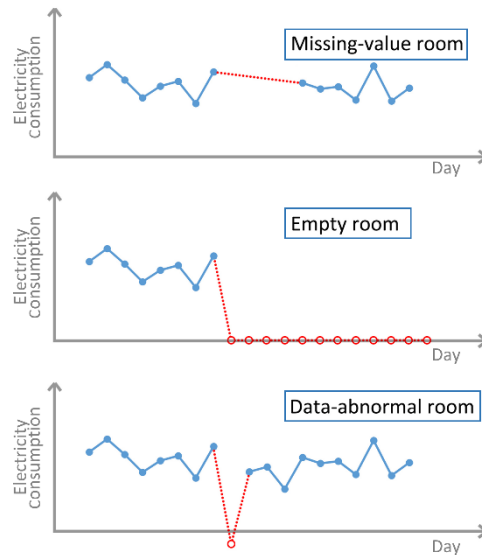 Missing-value room
Electricity
Consumption
Day
Empty room
Electricity
Consumption
Day
Data-abnormal room
Electricity
Consumption
Day